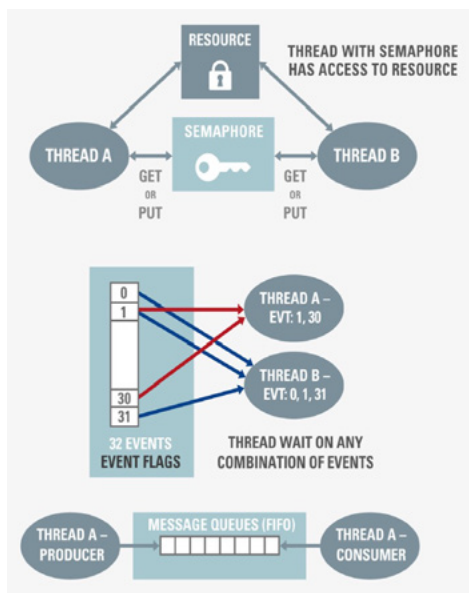 RESOURCE
THREAD WITH SEMAPHORE
HAS ACCESS TO RESOURCE
SEMAPHORE
THREAD A
THREAD B
GET
OR
PUT
GET
OR
PUT
0
1
30
31
THREAD A –
EVT: 1, 30
THREAD B –
EVT: 0, 1, 31
32 EVENTS
EVENT FLAGS
THREAD WAIT ON ANY
COMBINATION OF EVENTS
MESSAGE QUEUES (FIFO)
THREAD A –
PRODUCER
THREAD A –
CONSUMER